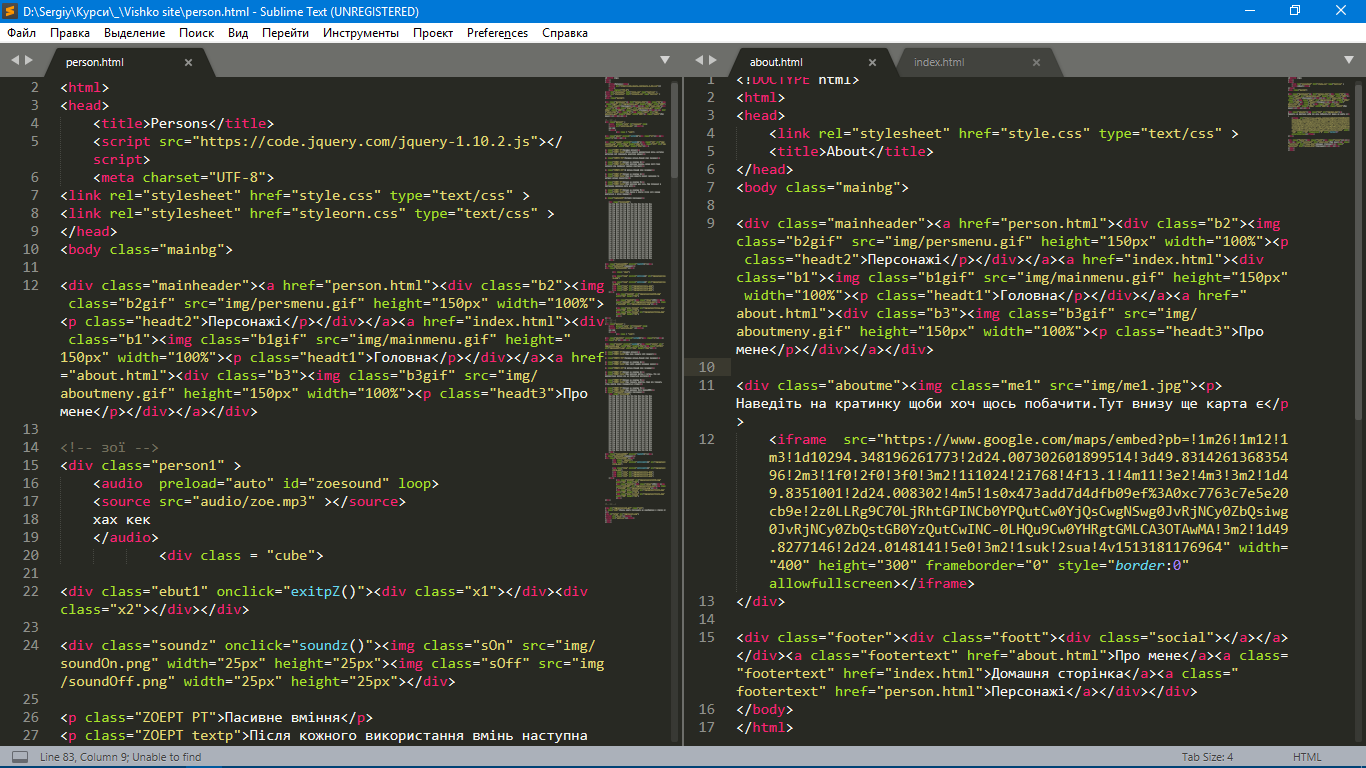 D:\Sergiy\Курси\_\Vishko site\person.html - Sublime Text (UNREGISTERED)
Файл Правка Выделение Поиск Вид Перейти Инструменты Проект Preferences Справка
person.html
2 <html>
3 <head>
4 <title>Persons</title>
5 <script src="https://code.jquery.com/jquery-1.10.2.js"></
script>
6 <meta charset="UTF-8">
7 <link rel="stylesheet" href="style.css" type="text/css" >
8 <link rel="stylesheet" href="styleorn.css" type="text/css" >
9 </head>
10 <body class="mainbg">
11
12 <div class="mainheader"><a href="person.html"><div class="b2"><img
class="b2gif" src="img/persmenu.gif" height="150px" width="100%">
<p class="headt2">Персонажі</p></div></a><a href="index.html"><div
class="b1"><img class="b1gif" src="img/mainmenu.gif" height="
150px" width="100%"><p class="headt1">Головна</p></div></a><a href
="about.html"><div class="b3"><img class="b3gif" src="img/
aboutmeny.gif" height="150px" width="100%"><p class="headt3">Про
мене</p></div></a></div>
13
14 <!-- зої -->
15 <div class="person1" >
16 <audio  preload="auto" id="zoesound" loop>
17 <source src="audio/zoe.mp3" ></source>
18 хах кек
19 </audio>
20 <div class = "cube">
21
22 <div class="ebut1" onclick="exitpZ()"><div class="x1"></div><div
class="x2"></div></div>
23
24 <div class="soundz" onclick="soundz()"><img class="sOn" src="img/
soundOn.png" width="25px" height="25px"><img class="sOff" src="img
/soundOff.png" width="25px" height="25px"></div>
25
26 <p class="ZOEPT PT">Пасивне вміння</p>
27 <p class="ZOEPT textp">Після кожного використання вмінь наступна
about.html
index.html
1 <!DOCTYPE html>
2 <html>
3 <head>
4 <link rel="stylesheet" href="style.css" type="text/css" >
5 <title>About</title>
6 </head>
7 <body class="mainbg">
8
9 <div class="mainheader"><a href="person.html"><div class="b2"><img
class="b2gif" src="img/persmenu.gif" height="150px" width="100%"><p
class="headt2">Персонажі</p></div></a><a href="index.html"><div
class="b1"><img class="b1gif" src="img/mainmenu.gif" height="150px"
width="100%"><p class="headt1">Головна</p></div></a><a href="
about.html"><div class="b3"><img class="b3gif" src="img/
aboutmeny.gif" height="150px" width="100%"><p class="headt3">Про
мене</p></div></a></div>
10
11 <div class="aboutme"><img class="me1" src="img/me1.jpg"><p>
Наведіть на кратинку щоби хоч щось побачити.Тут внизу ще карта є</p
>
12 <iframe  src="https://www.google.com/maps/embed?pb=!1m26!1m12!1
m3!1d10294.348196261773!2d24.007302601899514!3d49.8314261368354
96!2m3!1f0!2f0!3f0!3m2!1i1024!2i768!4f13.1!4m11!3e2!4m3!3m2!1d4
9.8351001!2d24.008302!4m5!1s0x473add7d4dfb09ef%3A0xc7763c7e5e20
cb9e!2z0LLRg9C70LjRhtGPINCb0YPQutCw0YjQsCwgNSwg0JvRjNCy0ZbQsiwg
0JvRjNCy0ZbQstGB0YzQutCwINC-0LHQu9Cw0YHRgtGMLCA3OTAwMA!3m2!1d49
.8277146!2d24.0148141!5e0!3m2!1suk!2sua!4v1513181176964" width=
"400" height="300" frameborder="0" style="border:0"
allowfullscreen></iframe>
13 </div>
14
15 <div class="footer"><div class="foott"><div class="social"></a></a>
</div><a class="footertext" href="about.html">Про мене</a><a class=
"footertext" href="index.html">Домашня сторінка</a><a class="
footertext" href="person.html">Персонажі</a></div></div>
16 </body>
17 </html>
Line 83, Column 9; Unable to find
Tab Size: 4
HTML